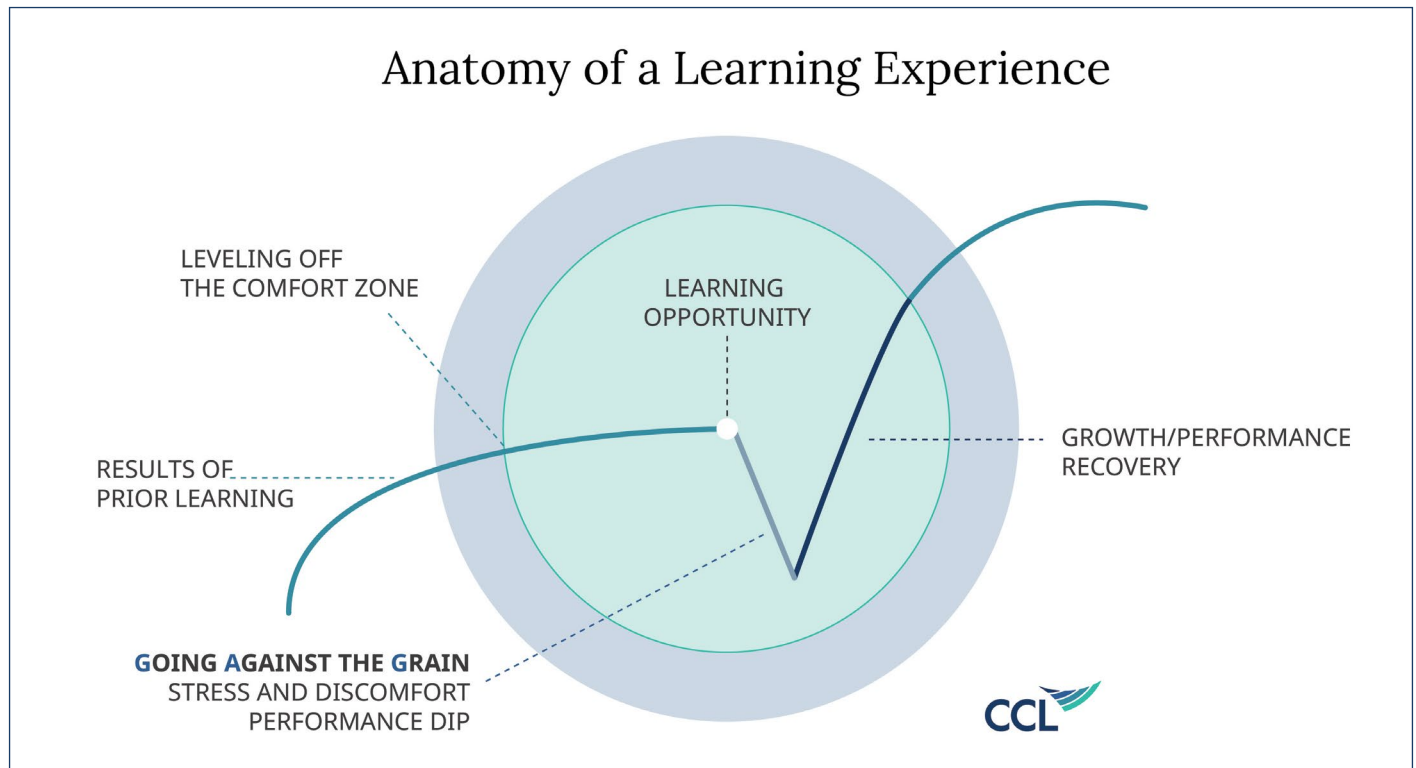 Anatomy of a Learning Experience
LEVELING OFF
THE COMFORT ZONE
LEARNING
OPPORTUNITY
RESULTS OF
PRIOR LEARNING
GROWTH/PERFORMANCE
RECOVERY
GOING AGAINST THE GRAIN
STRESS AND DISCOMFORT
PERFORMANCE DIP
CCL